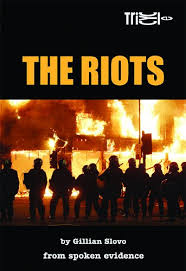 THE RIOTS
by Gillian Slovo
from spoken evidence